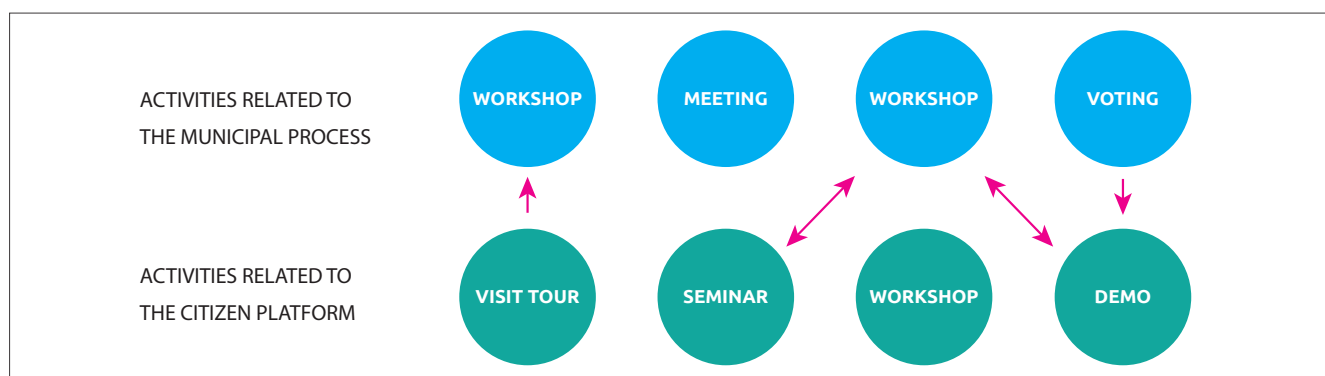 ACTIVITIES RELATED TO
THE MUNICIPAL PROCESS
WORKSHOP
MEETING
WORKSHOP
VOTING
ACTIVITIES RELATED TO
THE CITIZEN PLATFORM
VISIT TOUR
SEMINAR
WORKSHOP
DEMO